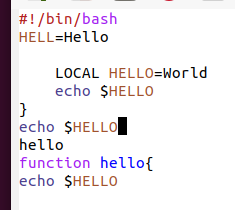 #!/bin/bash
HELL=Hello
LOCAL HELLO=World
echo $HELLO
}
echo $HELLO
hello
function hello{
echo $HELLO